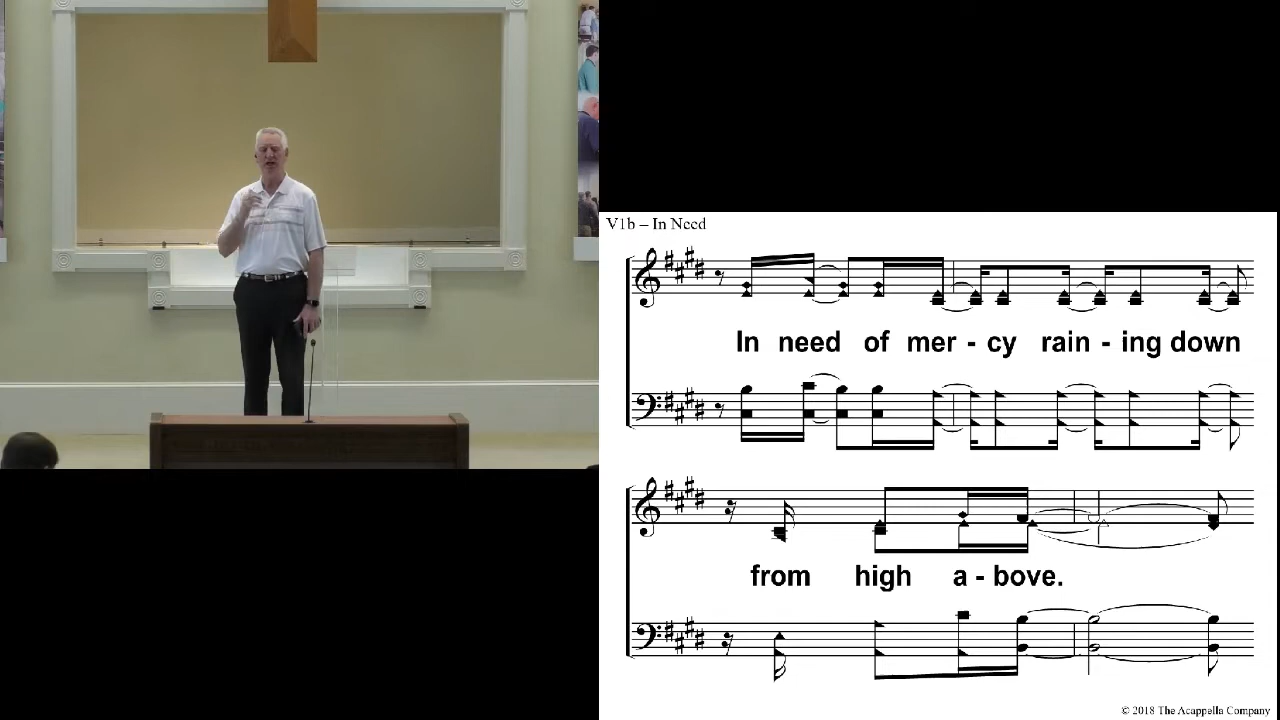 V1b – In Need
In need of mer - cy rain - ing down
from high a - bove.
© 2018 The Acappella Company